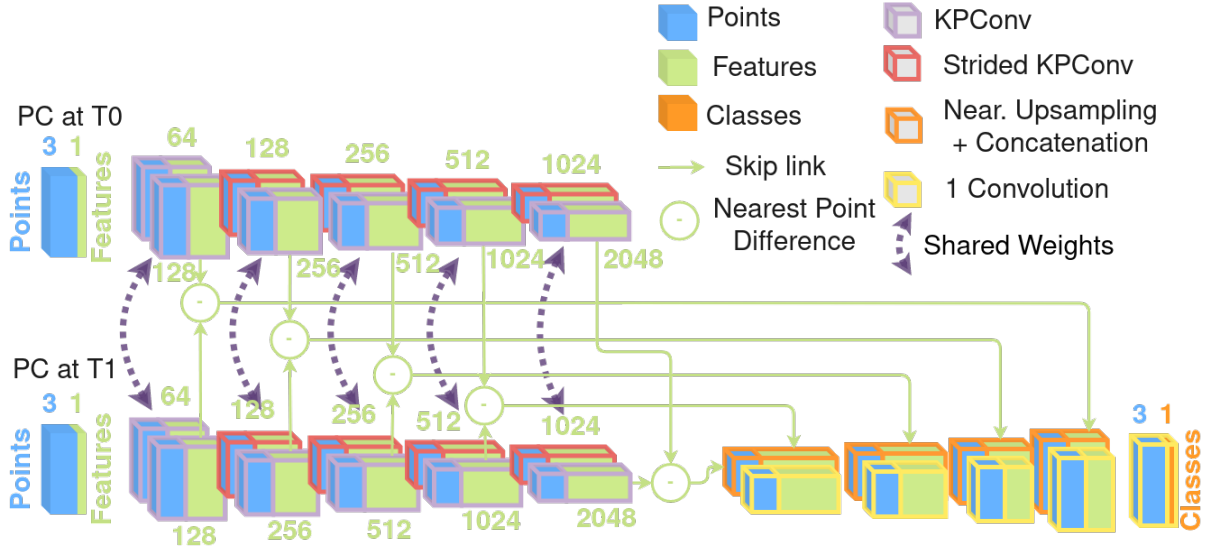 Points
KPConv
Features
Strided KPConv
Classes
Near. Upsampling
+ Concatenation
Skip link
1 Convolution
-
Nearest Point
Difference
Shared Weights
PC at T0
3 1
Points
Features
64
128
256
512
1024
128
256
512
1024
2048
-
-
-
-
-
PC at T1
3 1
Points
Features
64
128
256
512
1024
128
256
512
1024
2048
3 1
Classes